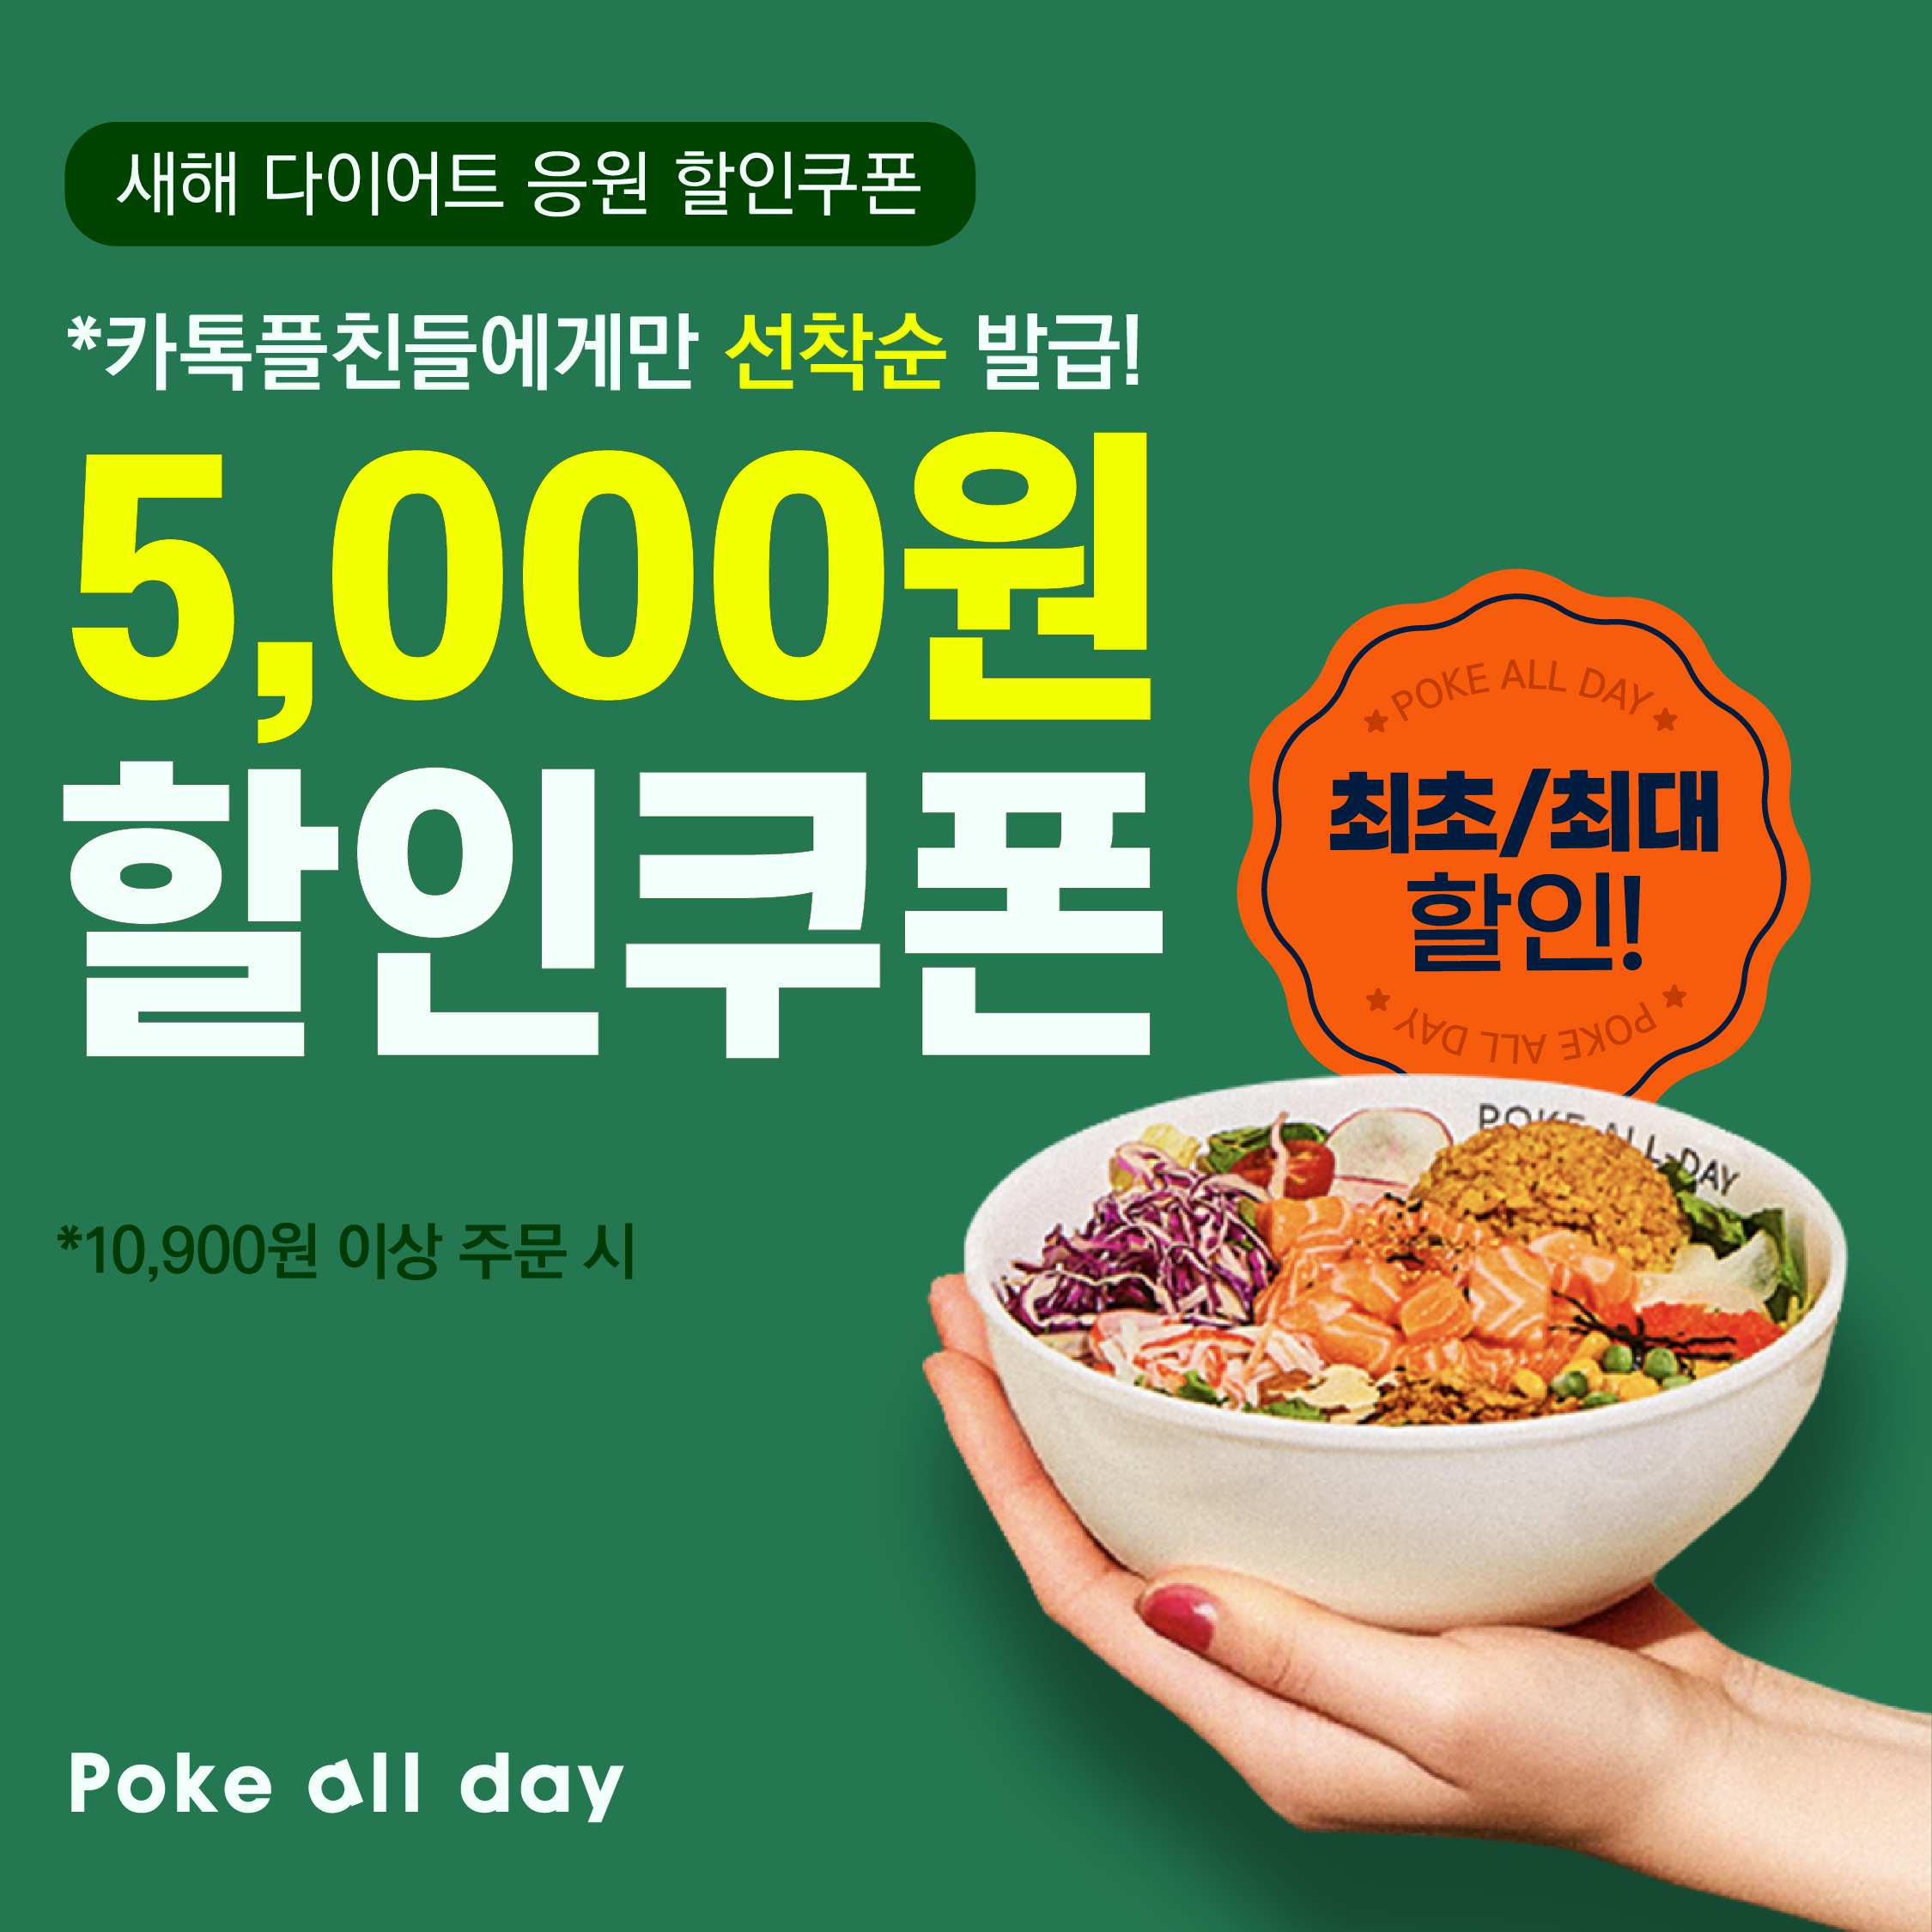 새해 다이어트 응원 할인쿠폰
*카톡플친들에게만 선착순 발급!
5,000원
할인쿠폰
POKE ALL DAY
최초/최대
할인!
POKE ALL DAY
POKE ALL DAY
*10,900원 이상 주문 시
Poke all day